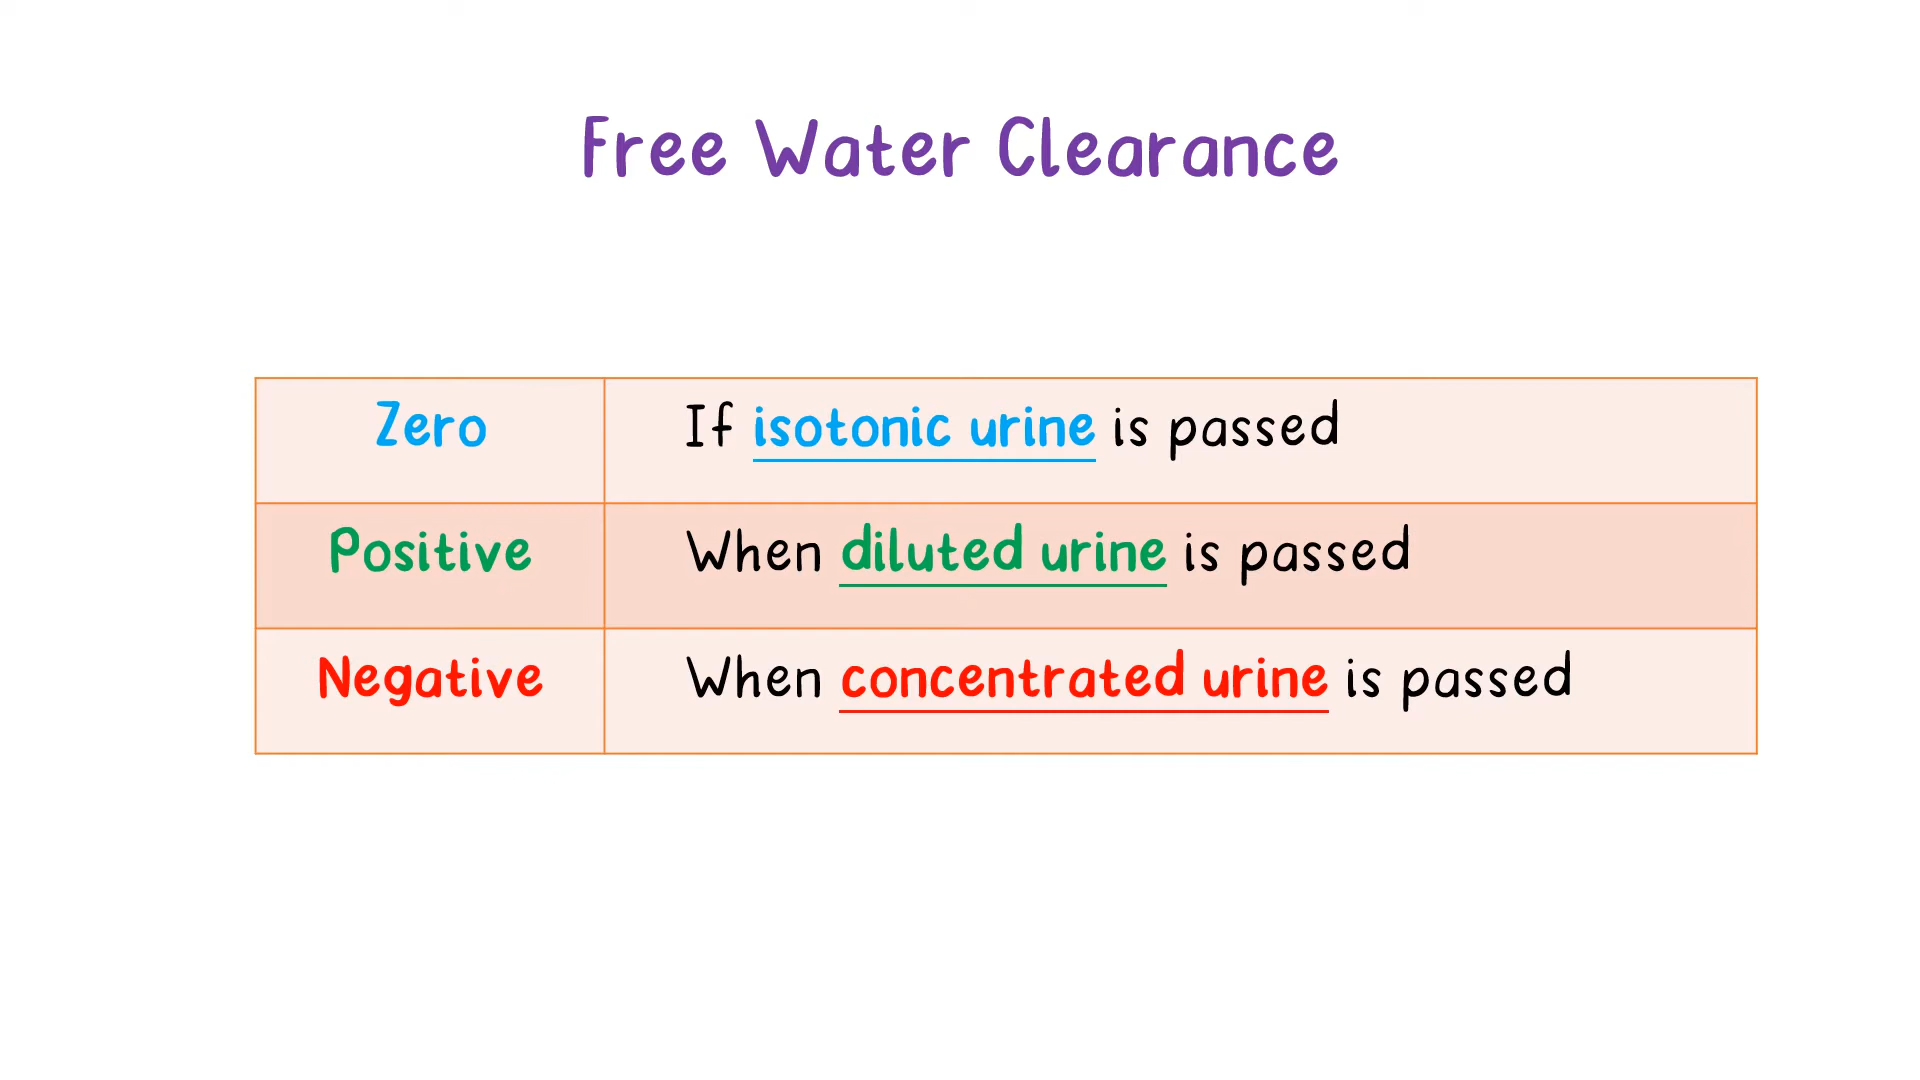 Free Water Clearance
Zero
If isotonic urine is passed
Positive
When diluted urine is passed
Negative
When concentrated urine is passed